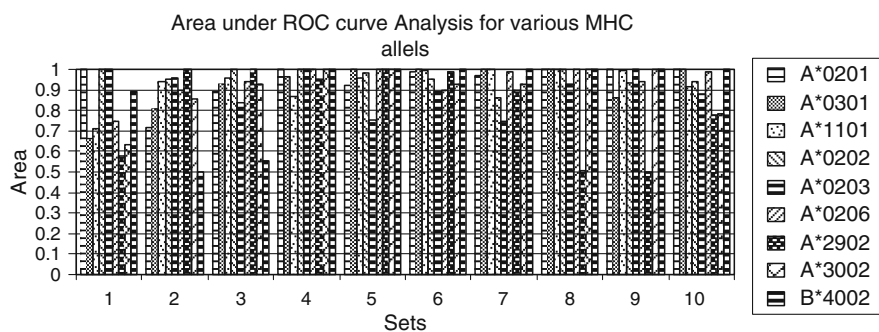 Area under ROC curve Analysis for various MHC
allels
Area
1
0.9
0.8
0.7
0.6
0.5
0.4
0.3
0.2
0.1
0
1 2 3 4 5 6 7 8 9 10
Sets
A*0201
A*0301
A*1101
A*0202
A*0203
A*0206
A*2902
A*3002
B*4002